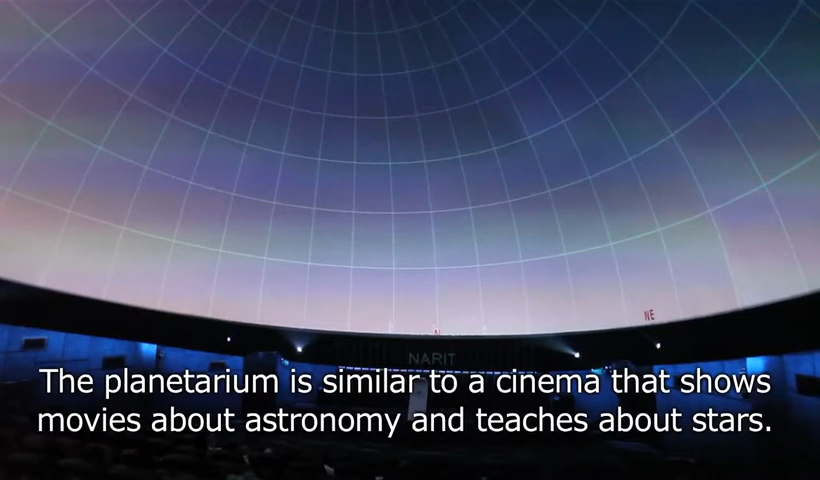 N
NE
NARIT
The planetarium is similar to a cinema that shows
movies about astronomy and teaches about stars.